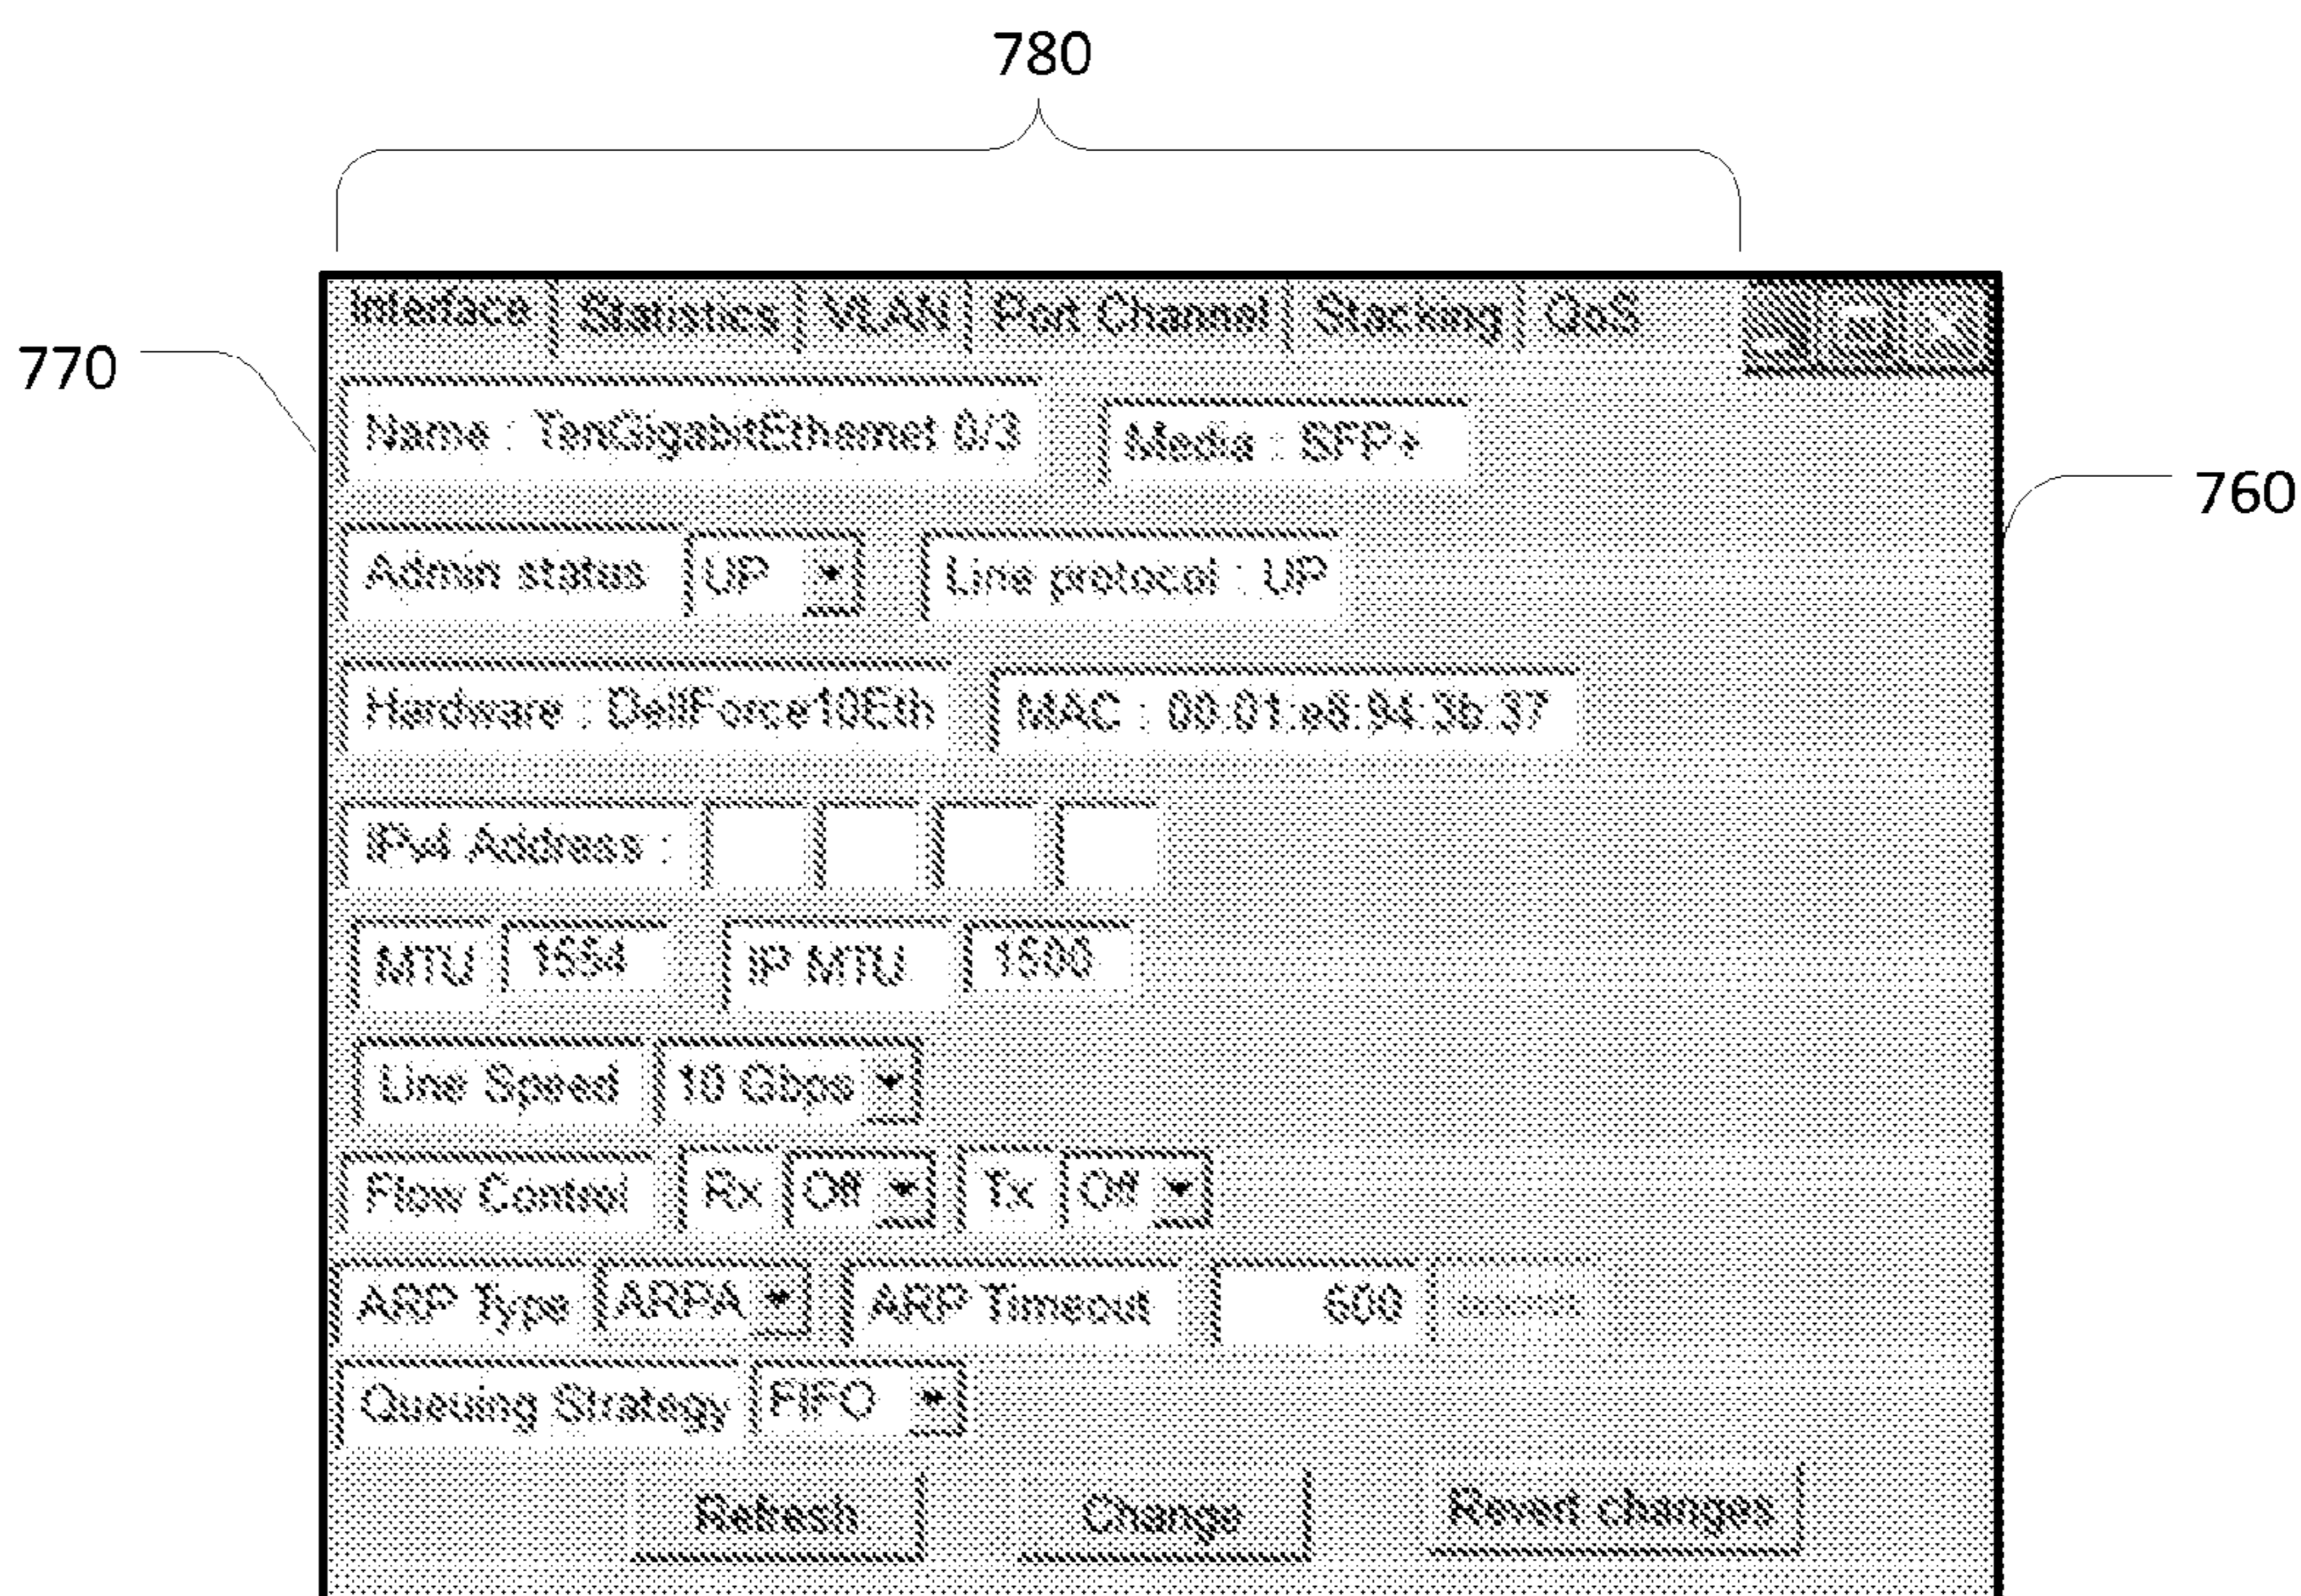 780
Interface Statistics VLAN Port Channel Stacking QoS
770
Name : TenGigabitEthernet 0/3 Media : SFP+
760
Admin status UP Line protocol : UP
Hardware : DellForce10Eth MAC : 00:01:e8:94:3b:37
IPv4 Address :
MTU 1554 IP MTU 1500
Line Speed 10 Gbps
Flow Control Rx Off Tx Off
ARP Type ARPA ARP Timeout 600
Queuing Strategy FIFO
Refresh Change Revert changes